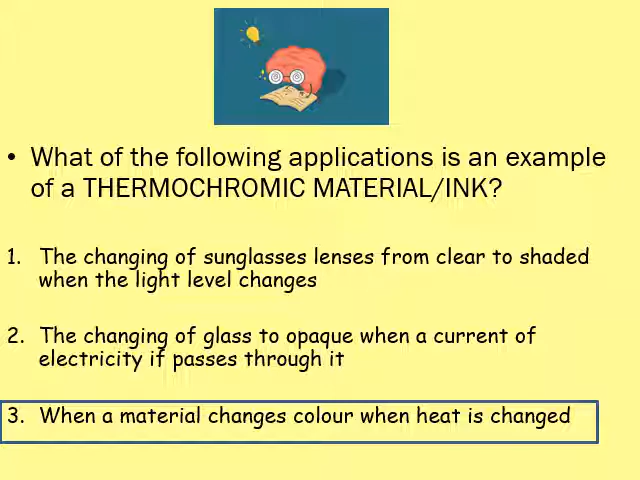 • What of the following applications is an example
of a THERMOCHROMIC MATERIAL/INK?
1. The changing of sunglasses lenses from clear to shaded
when the light level changes
2. The changing of glass to opaque when a current of
electricity if passes through it
3. When a material changes colour when heat is changed